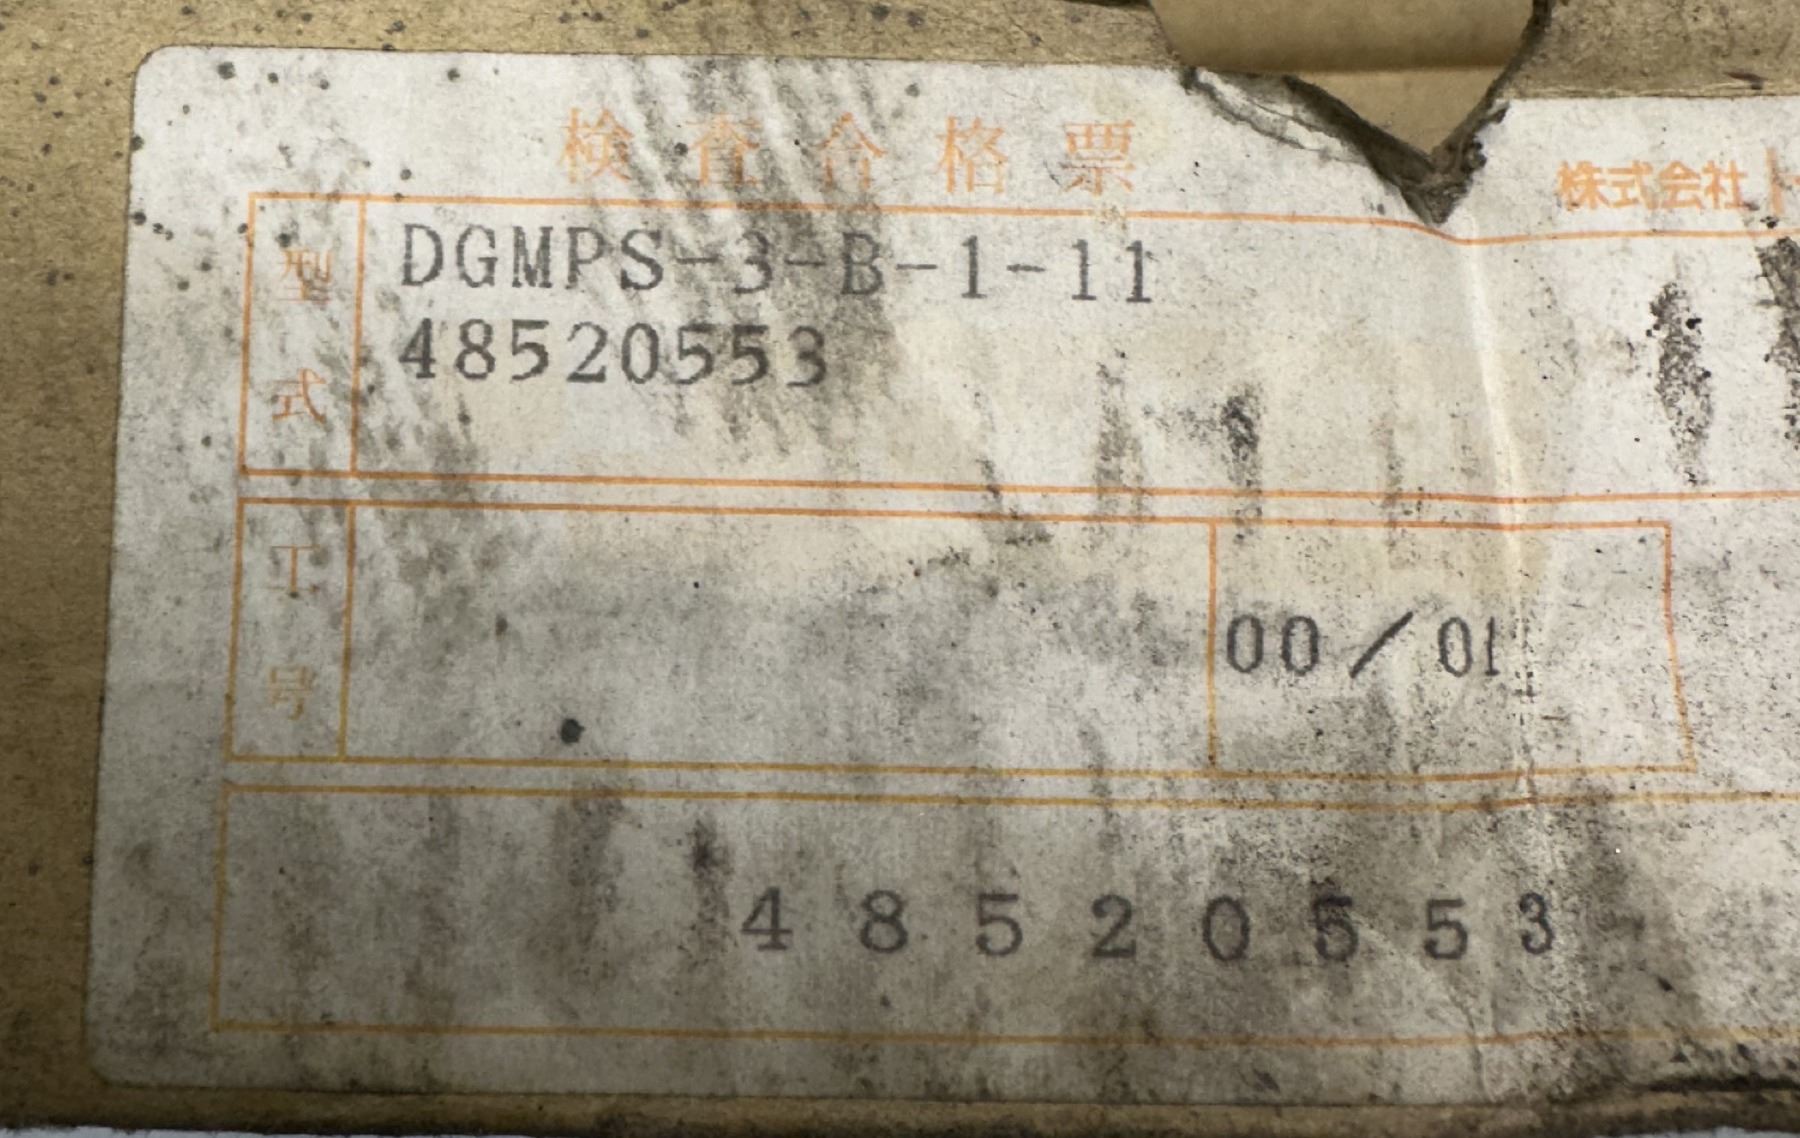 検査合格票
株式会社
型式
DGMPS-3-B-1-11
48520553
工号
00/01
48520553